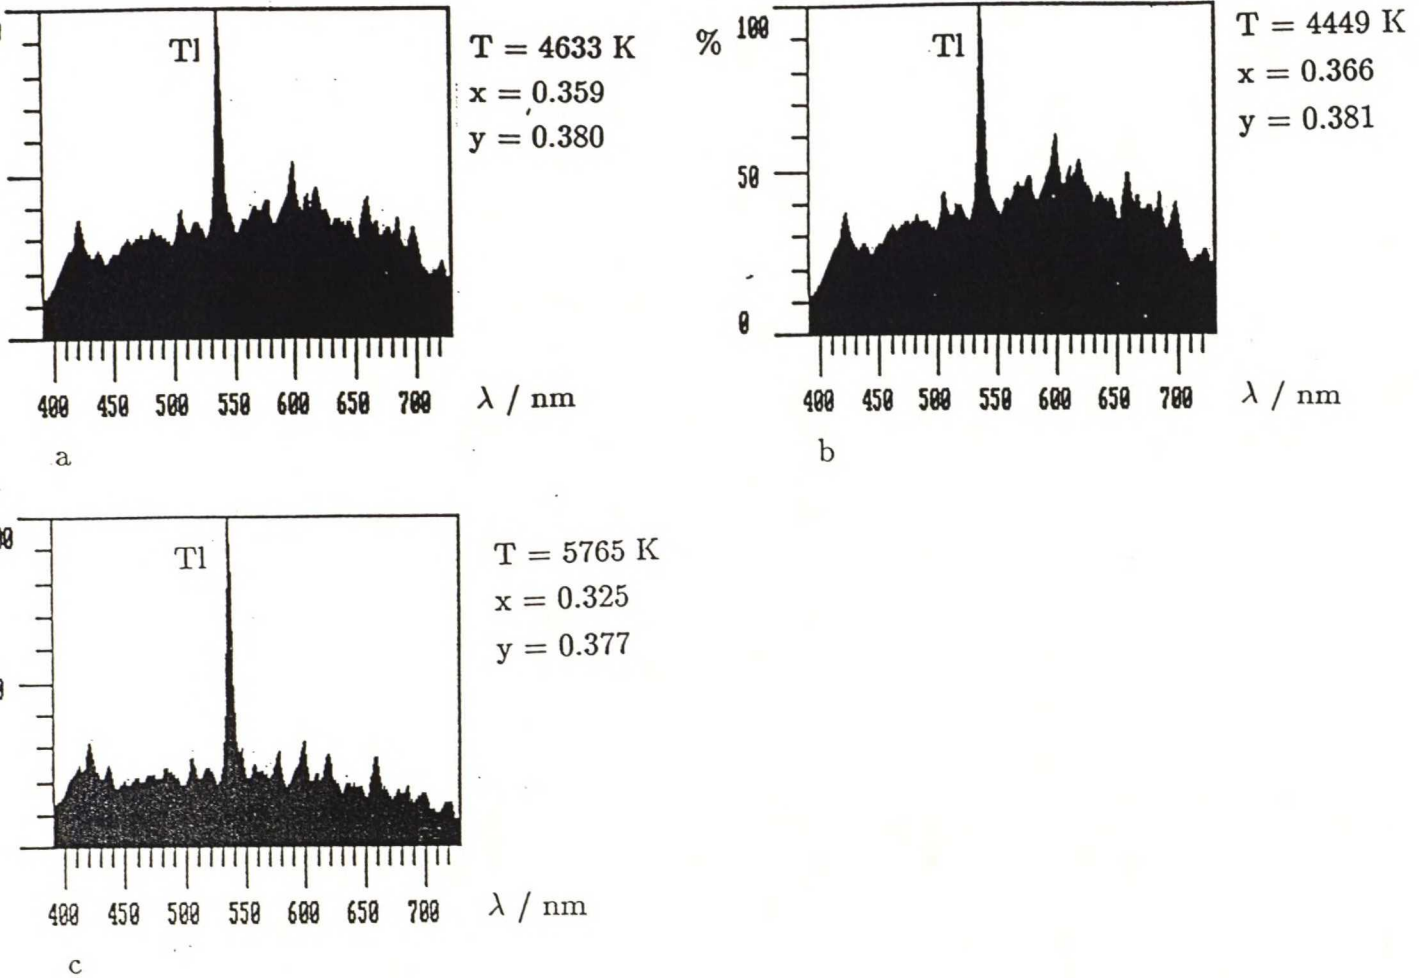 Tl
T = 4633 K
x = 0.359
y = 0.380
400 450 500 550 600 650 700 λ / nm
a
% 100
50
0
Tl
T = 4449 K
x = 0.366
y = 0.381
400 450 500 550 600 650 700 λ / nm
b
Tl
T = 5765 K
x = 0.325
y = 0.377
400 450 500 550 600 650 700 λ / nm
c